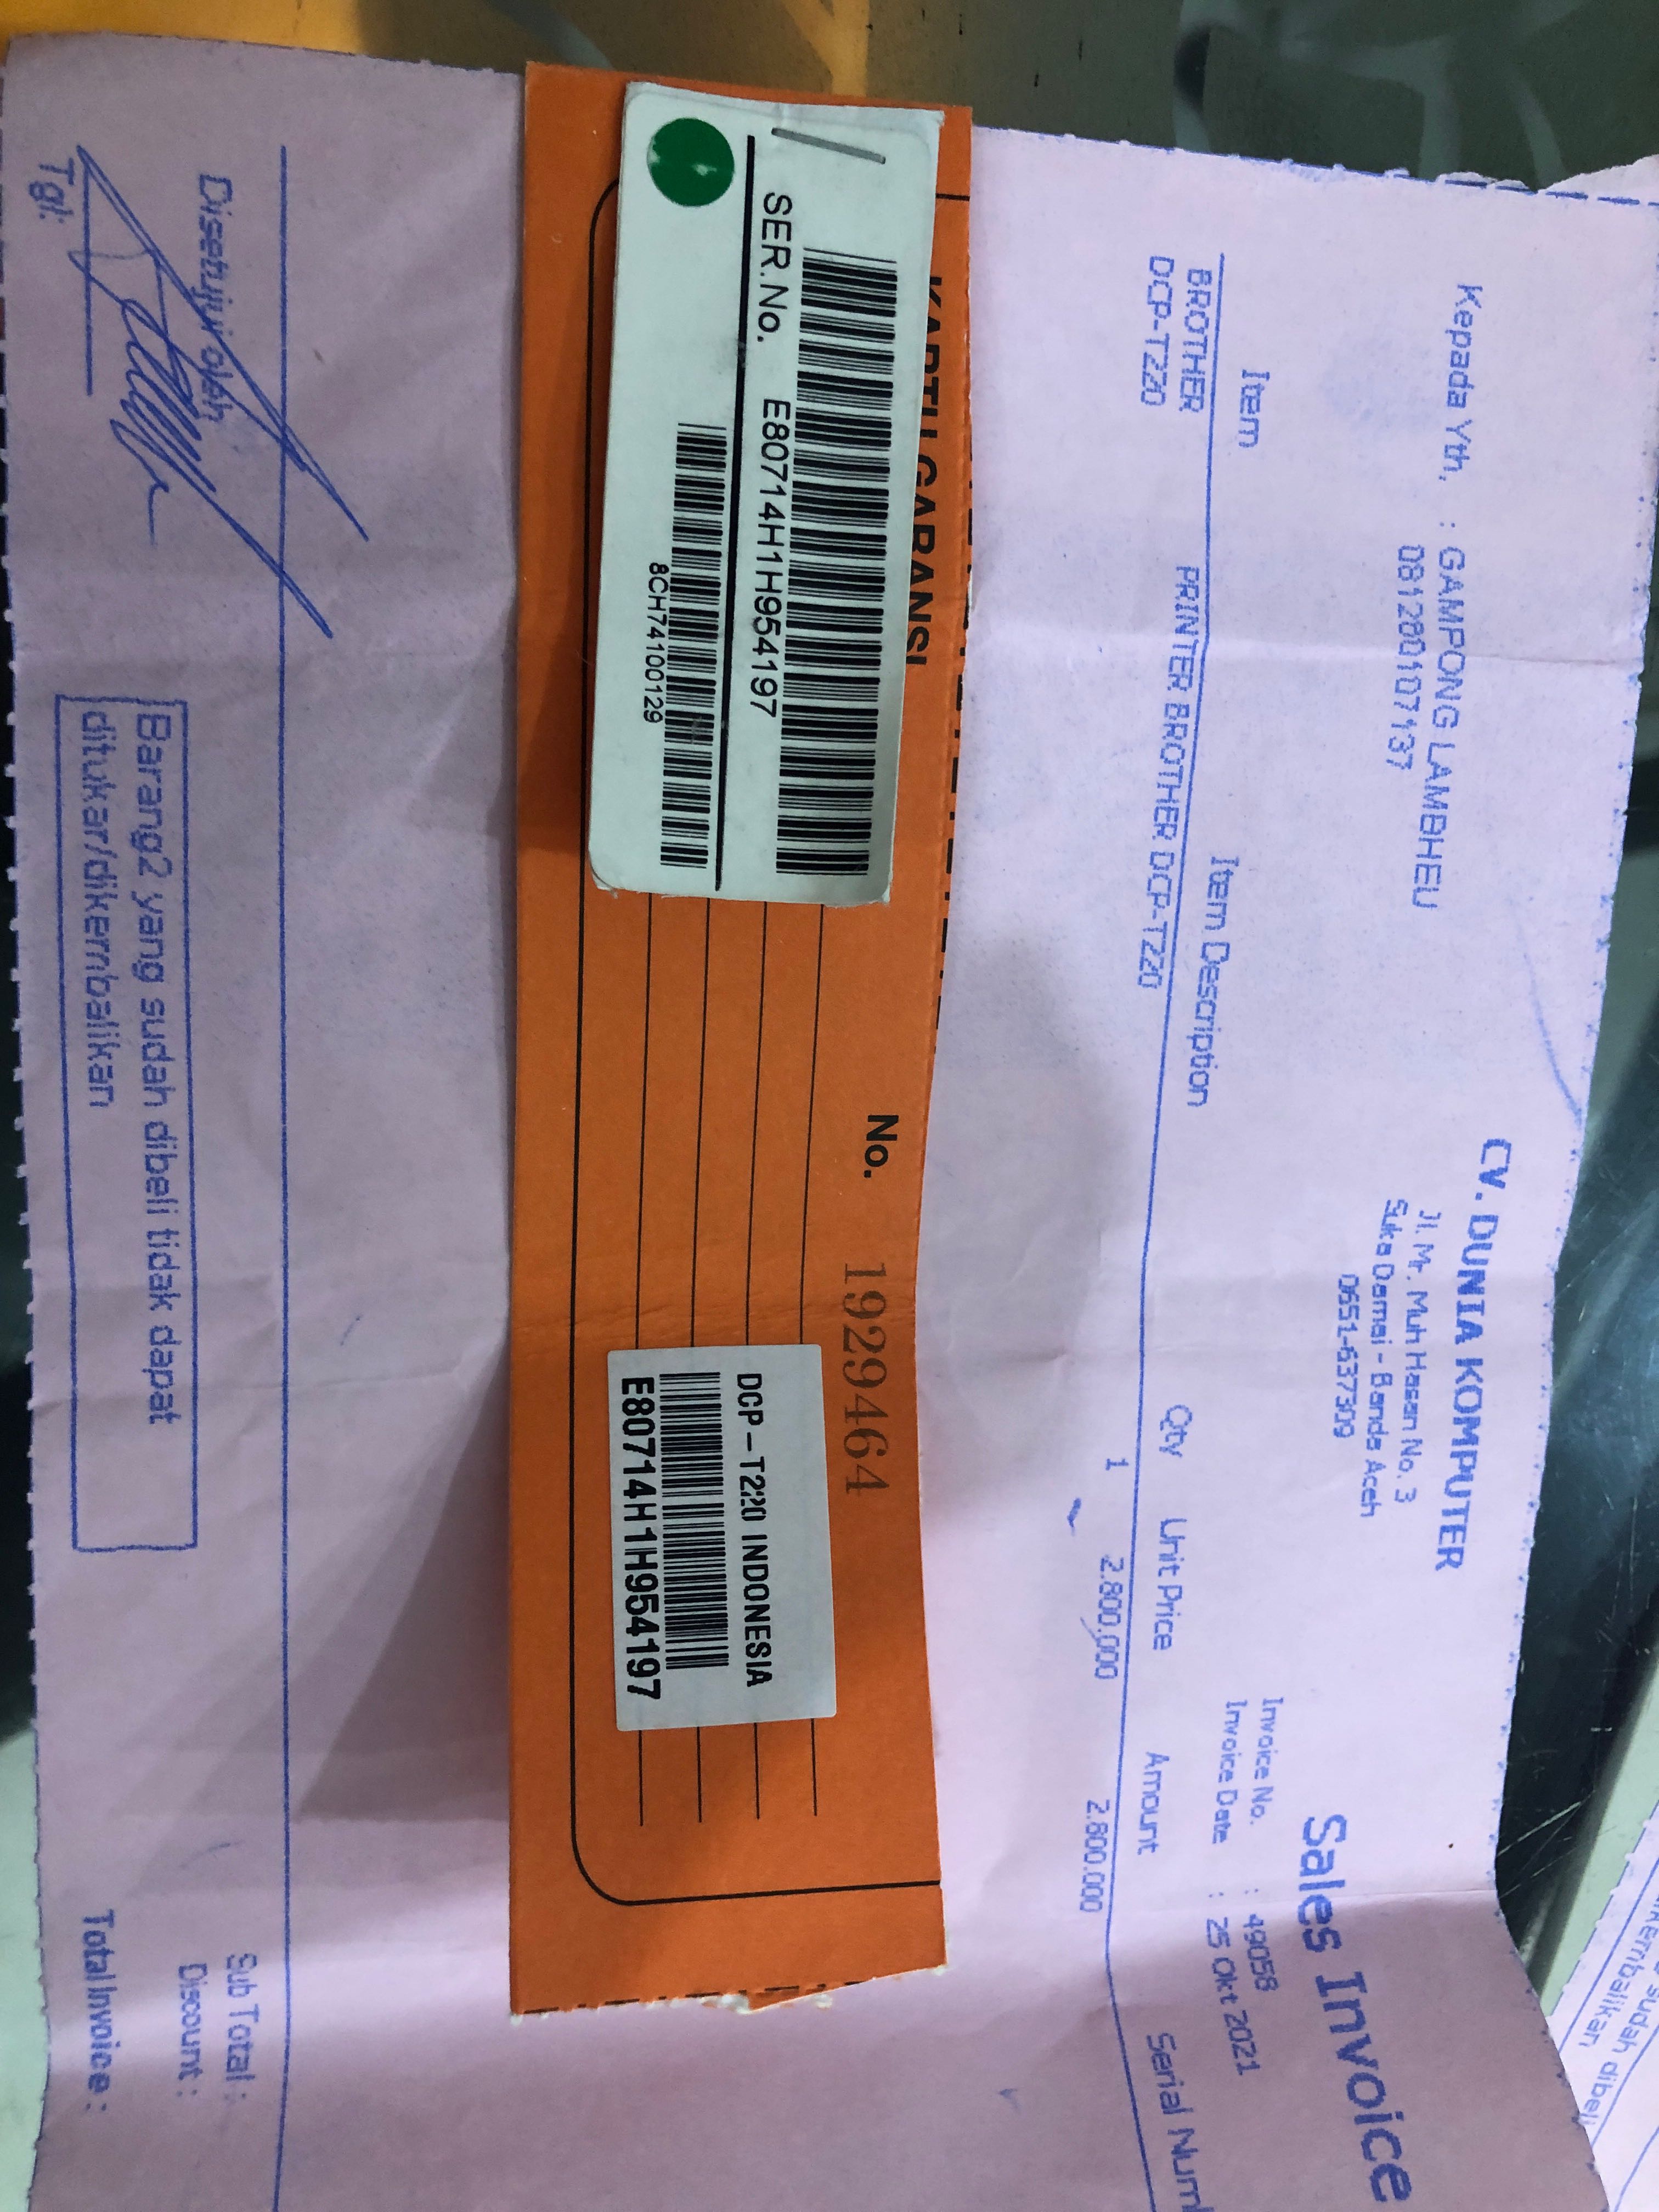 CV. DUNIA KOMPUTER
Jl. Mr. Muh Hasan No. 3
Suka Damai - Banda Aceh
0651-637309
Sales Invoice
Kepada Yth, : GAMPONG LAMBHEU
081280107137
Invoice No. : 49058
Invoice Date : 25 Okt 2021
Item Item Description Qty Unit Price Amount Serial Num
BROTHER DCP-T220 PRINTER BROTHER DCP-T220 1 2.800.000 2.800.000
KARTU GARANSI
No. 1929464
SER.No. E80714H1H954197
8CH74100129
DCP-T220 INDONESIA
E80714H1H954197
Disetujui oleh
Tgl:
Barang2 yang sudah dibeli tidak dapat
ditukar/dikembalikan
Sub Total :
Discount :
Total Invoice :
sudah dibeli
dikembalikan